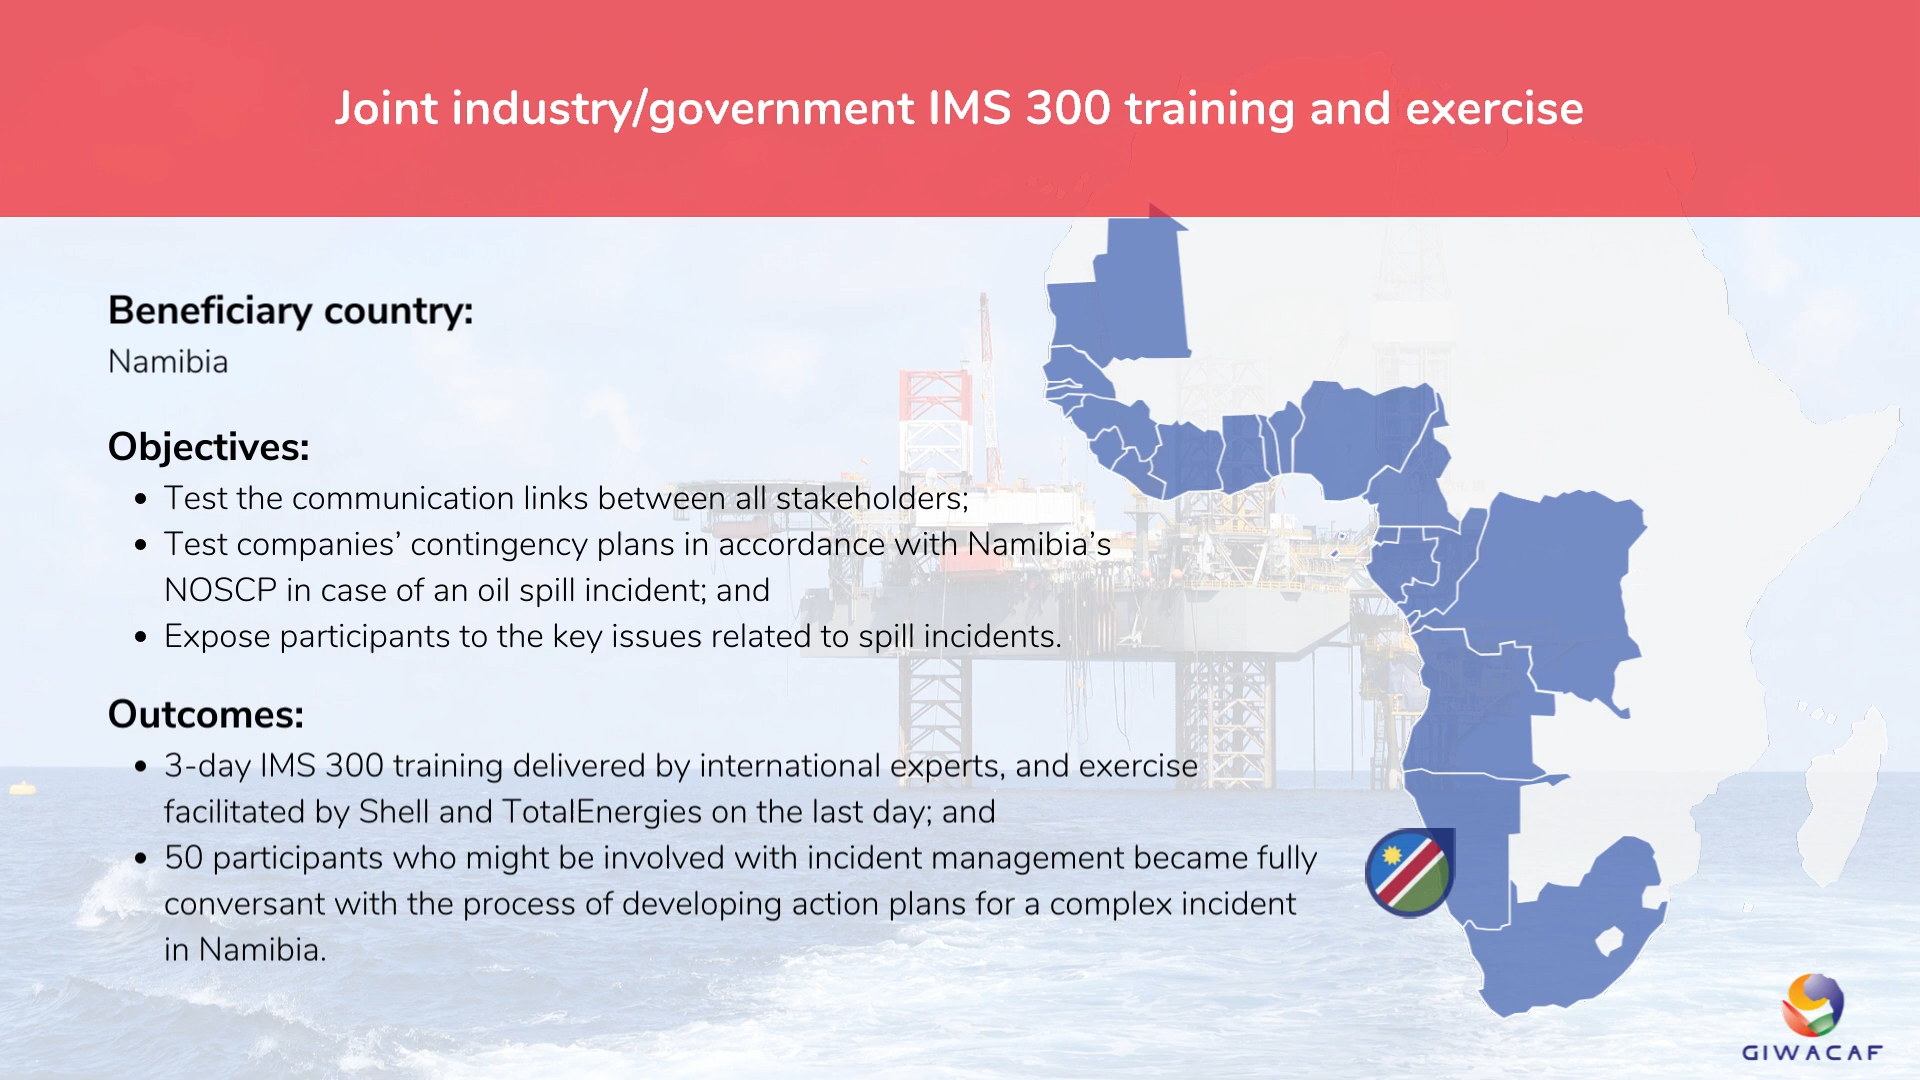 Joint industry/government IMS 300 training and exercise
Beneficiary country:
Namibia
Objectives:
• Test the communication links between all stakeholders;
• Test companies’ contingency plans in accordance with Namibia’s
NOSCP in case of an oil spill incident; and
• Expose participants to the key issues related to spill incidents.
Outcomes:
• 3-day IMS 300 training delivered by international experts, and exercise
facilitated by Shell and TotalEnergies on the last day; and
• 50 participants who might be involved with incident management became fully
conversant with the process of developing action plans for a complex incident
in Namibia.
GIWACAF